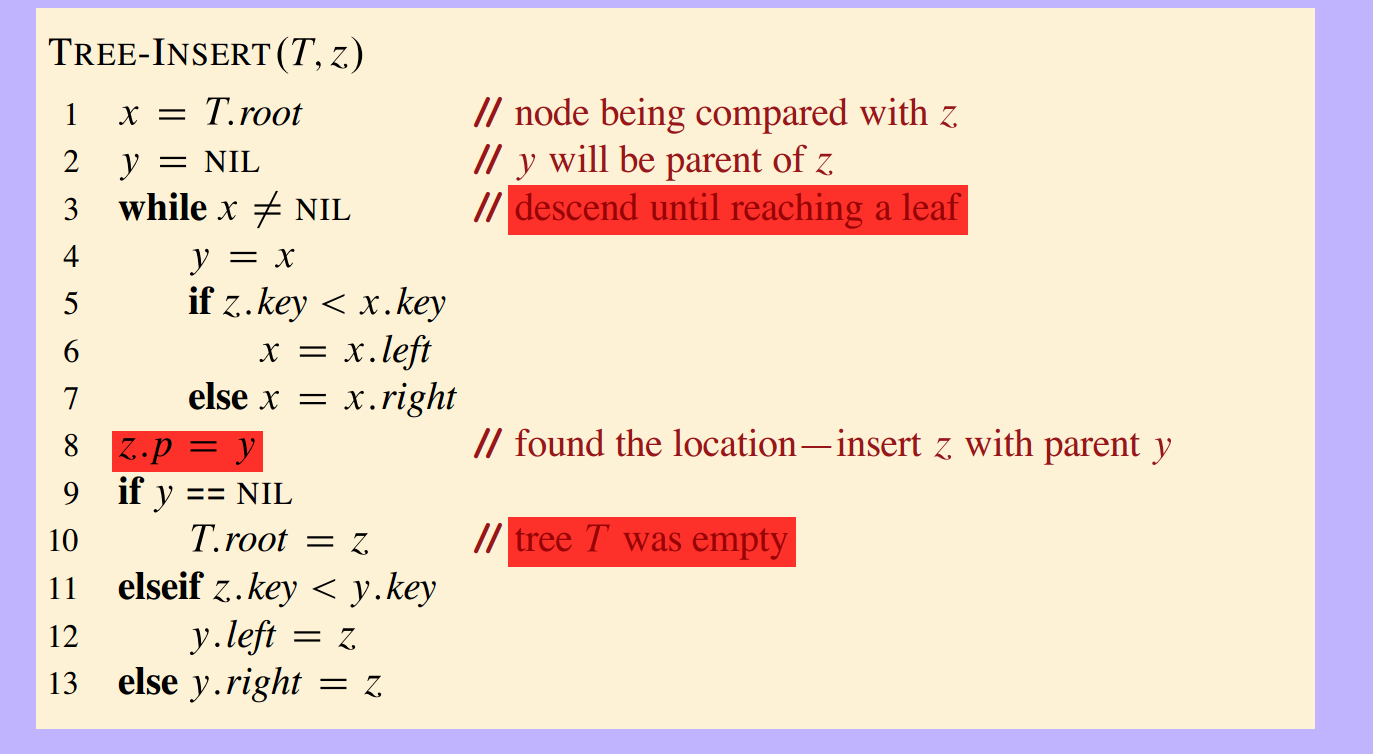 TREE-INSERT(T, z)
1 x = T.root // node being compared with z
2 y = NIL // y will be parent of z
3 while x ≠ NIL // descend until reaching a leaf
4 y = x
5 if z.key < x.key
6 x = x.left
7 else x = x.right
8 z.p = y // found the location—insert z with parent y
9 if y == NIL
10 T.root = z // tree T was empty
11 elseif z.key < y.key
12 y.left = z
13 else y.right = z